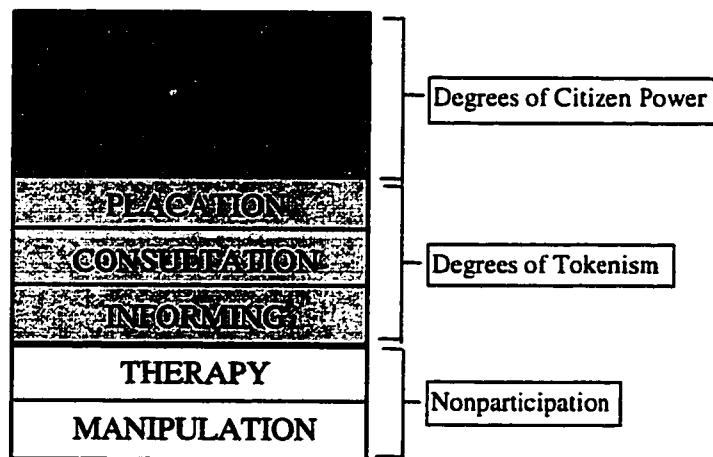 Degrees of Citizen Power
PLACATION
CONSULTATION
Degrees of Tokenism
INFORMING
THERAPY
Nonparticipation
MANIPULATION